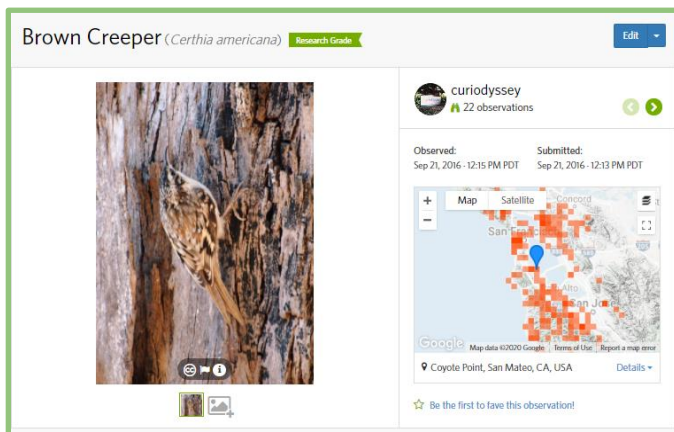 Brown Creeper (Certhia americana) Research Grade
Edit
curiodyssey
22 observations
Observed: Submitted:
Sep 21, 2016 · 12:15 PM PDT Sep 21, 2016 · 12:13 PM PDT
+ Map Satellite
−
Concord
San Franc
Alto
San Jo
Google Map data ©2020 Google Terms of Use Report a map error
Coyote Point, San Mateo, CA, USA Details
Be the first to fave this observation!